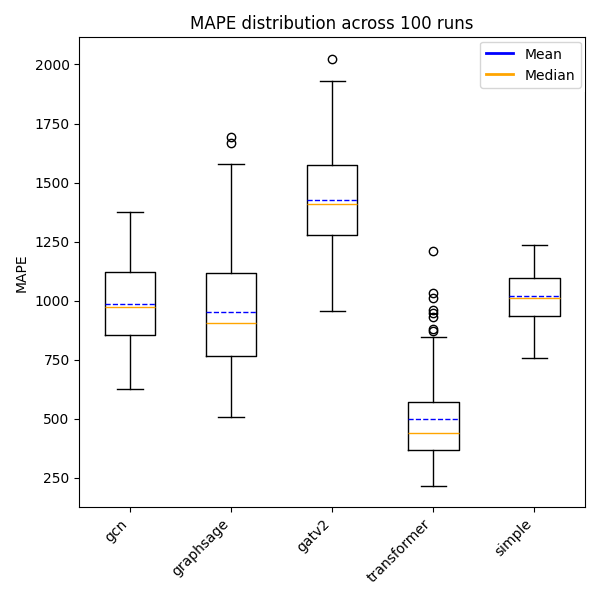 MAPE distribution across 100 runs
Mean
Median
MAPE
2000
1750
1500
1250
1000
750
500
250
gcn
graphsage
gatv2
transformer
simple